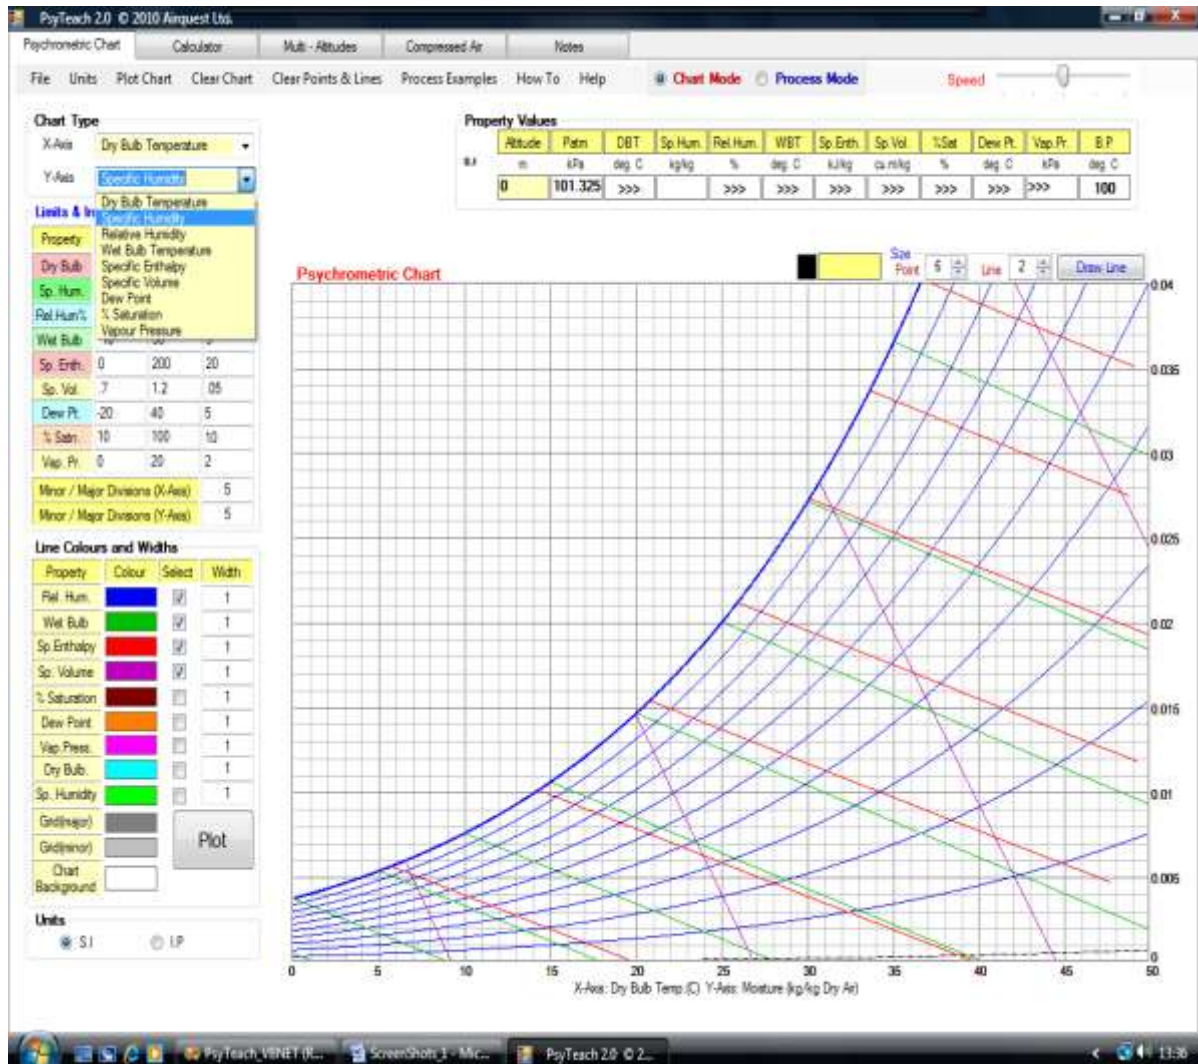 PsyTeach 2.0 © 2010 Airquest Ltd.
Psychrometric Chart Calculator Multi - Altitudes Compressed Air Notes
File Units Plot Chart Clear Chart Clear Points & Lines Process Examples How To Help Chart Mode Process Mode Speed
Chart Type
X-Axis Dry Bulb Temperature
Y-Axis Specific Humidity
Dry Bulb Temperature
Specific Humidity
Relative Humidity
Wet Bulb Temperature
Specific Enthalpy
Specific Volume
Dew Point
% Saturation
Vapour Pressure
Property Values
Altitude Patm DBT Sp.Hum. Rel.Hum. WBT Sp.Enth. Sp.Vol. %Sat Dew Pt. Vap.Pr. B.P
S.I m kPa deg. C kg/kg % deg. C kJ/kg cu.m/kg % deg. C kPa deg. C
0 101.325 >>> >>> >>> >>> >>> >>> >>> >>> 100
Limits & In
Property
Dry Bulb
Sp. Hum.
Rel.Hum%
Wet Bulb
Sp. Enth. 0 200 20
Sp. Vol. .7 1.2 .05
Dew Pt. -20 40 5
% Satn. 10 100 10
Vap. Pr. 0 20 2
Minor / Major Divisions (X-Axis) 5
Minor / Major Divisions (Y-Axis) 5
Line Colours and Widths
Property Colour Select Width
Rel. Hum. 1
Wet Bulb 1
Sp.Enthalpy 1
Sp. Volume 1
% Saturation 1
Dew Point 1
Vap.Press. 1
Dry Bulb. 1
Sp. Humidity 1
Grid(major)
Grid(minor)
Plot
Chart
Background
Units
S.I I.P
Psychrometric Chart
Size
Point 6 Line 2 Draw Line
0.04
0.035
0.03
0.025
0.02
0.015
0.01
0.005
0
0 5 10 15 20 25 30 35 40 45 50
X-Axis: Dry Bulb Temp.(C) Y-Axis: Moisture (kg/kg Dry Air)
PsyTeach_VBNET (R... ScreenShots_1 - Mic... PsyTeach 2.0 © 2... 13:36